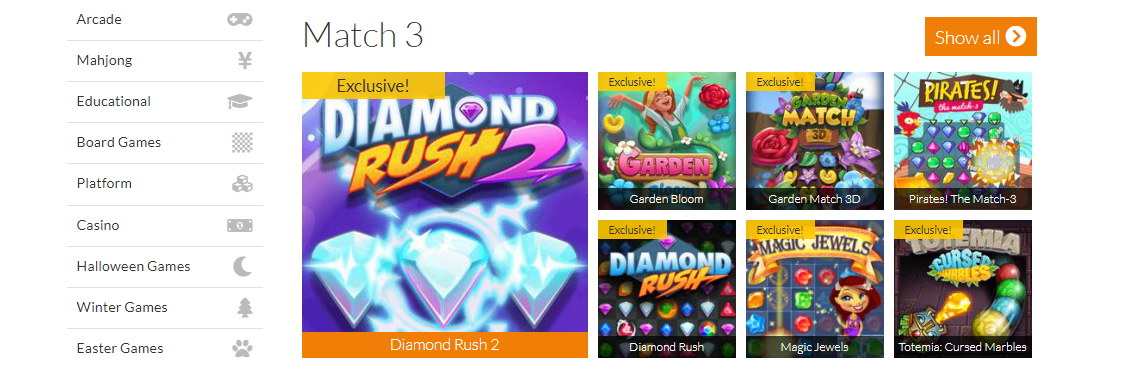 Arcade
Mahjong
Educational
Board Games
Platform
Casino
Halloween Games
Winter Games
Easter Games
Match 3
Show all
Exclusive!
DIAMOND
RUSH 2
Diamond Rush 2
Exclusive!
GARDEN
Bloom
Garden Bloom
Exclusive!
GARDEN
MATCH
3D
Garden Match 3D
PIRATES!
the match-3
Pirates! The Match-3
Exclusive!
DIAMOND
RUSH
Diamond Rush
Exclusive!
MAGIC JEWELS
Magic Jewels
Exclusive!
TOTEMIA
CURSED
MARBLES
Totemia: Cursed Marbles